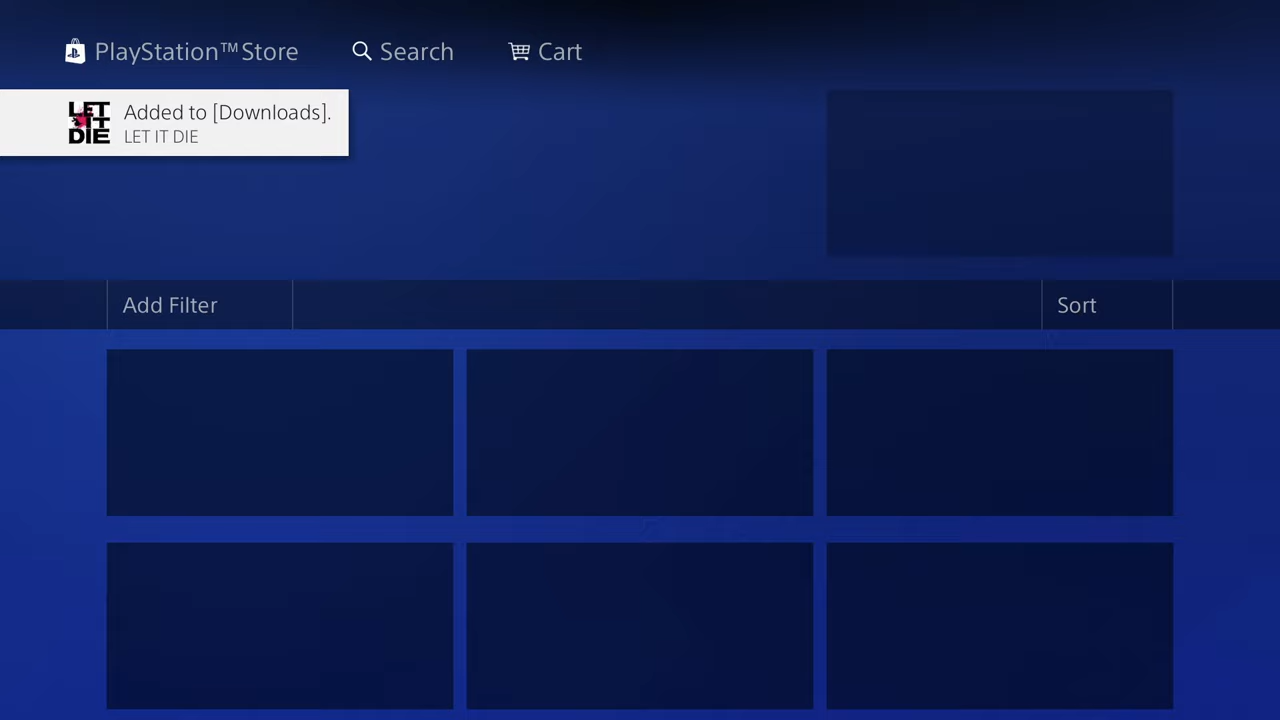 PlayStation™Store Search Cart
LET IT DIE
Added to [Downloads].
LET IT DIE
Add Filter Sort